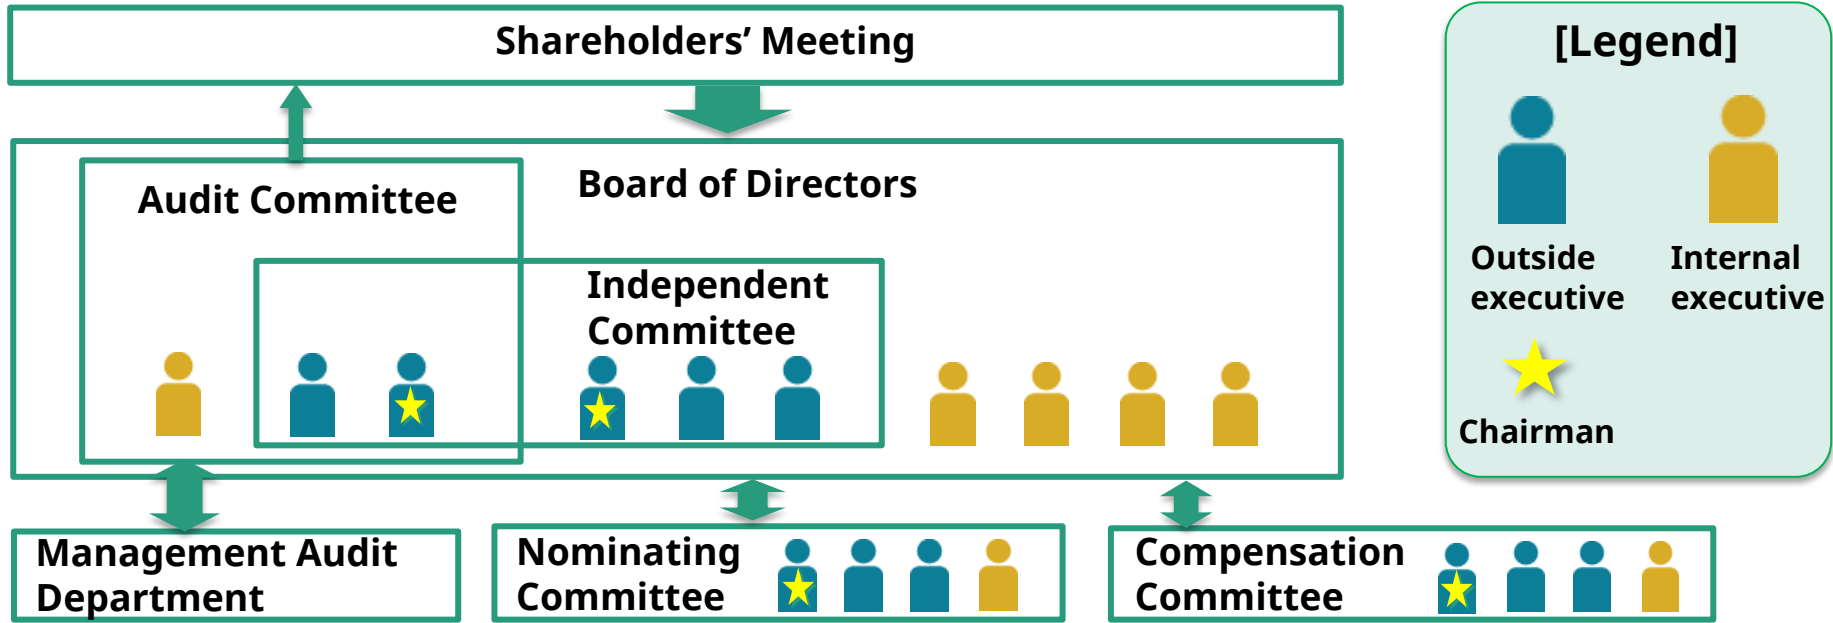 Shareholders’ Meeting
Audit Committee
Board of Directors
Independent
Committee
Management Audit
Department
Nominating
Committee
Compensation
Committee
[Legend]
Outside
executive
Internal
executive
Chairman